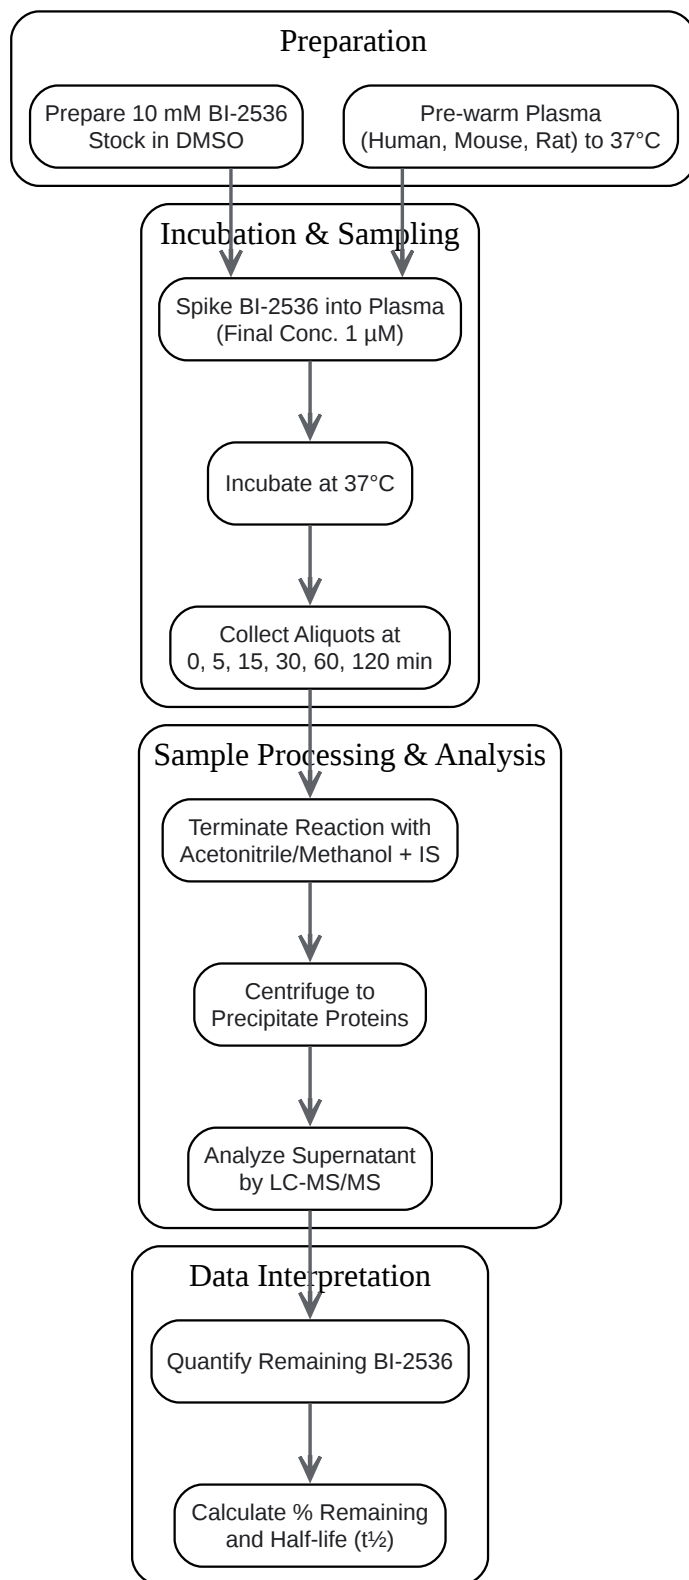 Preparation
Prepare 10 mM BI-2536
Stock in DMSO
Pre-warm Plasma
(Human, Mouse, Rat) to 37°C
Incubation & Sampling
Spike BI-2536 into Plasma
(Final Conc. 1 µM)
Incubate at 37°C
Collect Aliquots at
0, 5, 15, 30, 60, 120 min
Sample Processing & Analysis
Terminate Reaction with
Acetonitrile/Methanol + IS
Centrifuge to
Precipitate Proteins
Analyze Supernatant
by LC-MS/MS
Data Interpretation
Quantify Remaining BI-2536
Calculate % Remaining
and Half-life (t½)